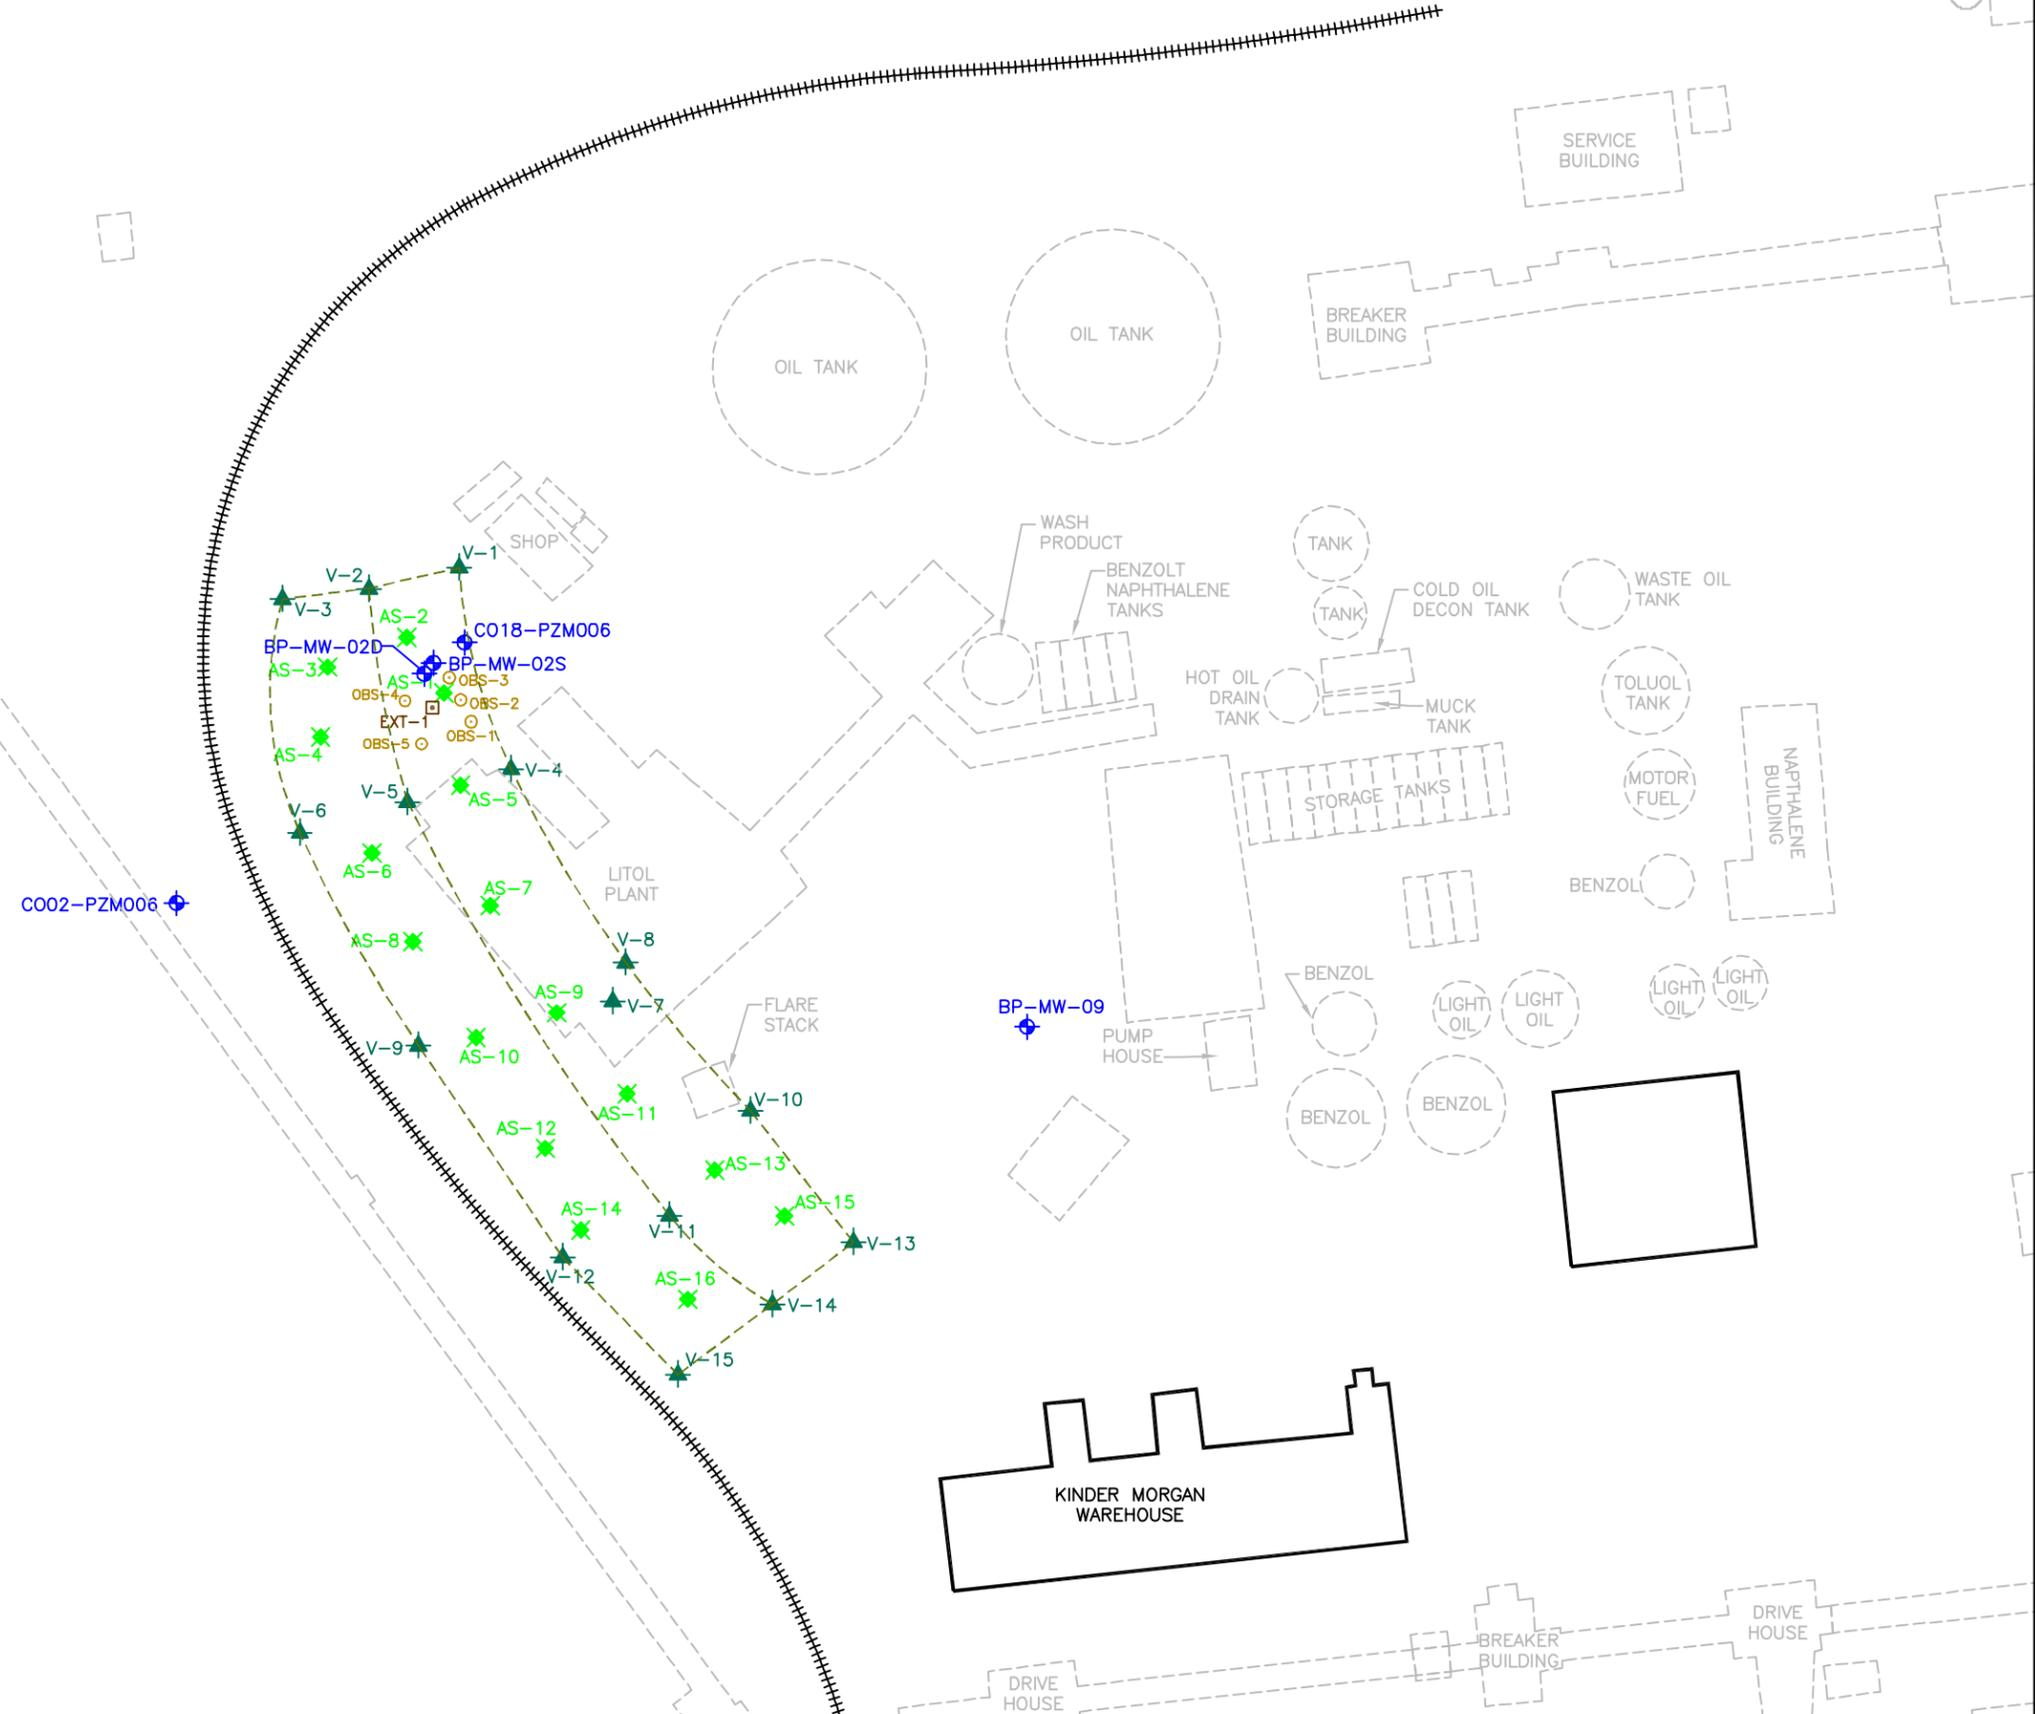 SERVICE
BUILDING
BREAKER
BUILDING
OIL TANK
OIL TANK
WASH
PRODUCT
SHOP
TANK
V-1
BENZOLT
NAPHTHALENE
TANKS
V-2
COLD OIL
DECON TANK
WASTE OIL
TANK
V-3
TANK
AS-2
CO18-PZM006
BP-MW-02D
BP-MW-02S
AS-3
AS-1
OBS-3
HOT OIL
DRAIN
TANK
TOLUOL
TANK
OBS-4
OBS-2
MUCK
TANK
EXT-1
OBS-1
OBS-5
AS-4
V-4
NAPTHALENE
BUILDING
MOTOR
FUEL
V-5
AS-5
STORAGE TANKS
V-6
AS-6
LITOL
PLANT
AS-7
BENZOL
CO02-PZM006
AS-8
V-8
BENZOL
LIGHT
OIL
LIGHT
OIL
AS-9
V-7
FLARE
STACK
BP-MW-09
LIGHT
OIL
LIGHT
OIL
V-9
AS-10
PUMP
HOUSE
V-10
AS-11
BENZOL
BENZOL
AS-12
AS-13
AS-15
AS-14
V-11
V-13
V-12
AS-16
V-14
V-15
KINDER MORGAN
WAREHOUSE
DRIVE
HOUSE
BREAKER
BUILDING
DRIVE
HOUSE